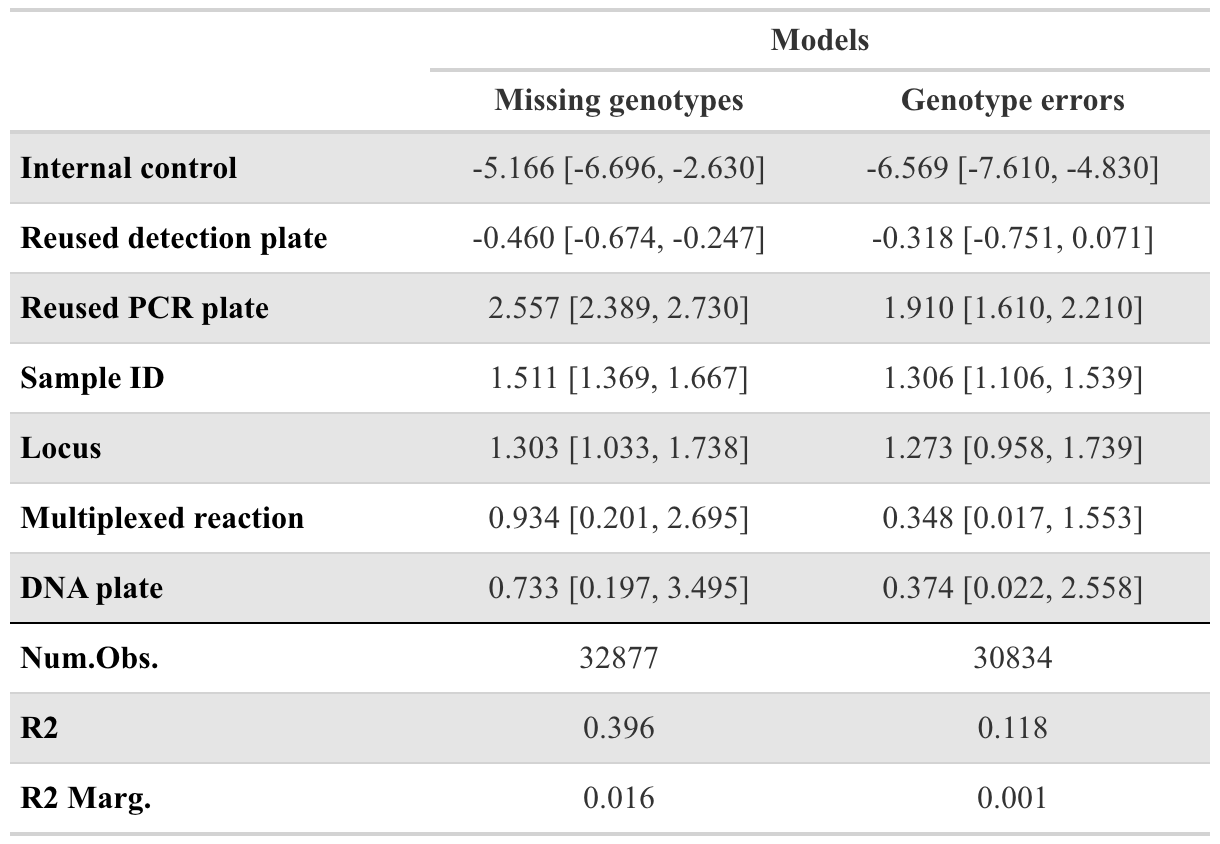 Models
Missing genotypes Genotype errors
Internal control -5.166 [-6.696, -2.630] -6.569 [-7.610, -4.830]
Reused detection plate -0.460 [-0.674, -0.247] -0.318 [-0.751, 0.071]
Reused PCR plate 2.557 [2.389, 2.730] 1.910 [1.610, 2.210]
Sample ID 1.511 [1.369, 1.667] 1.306 [1.106, 1.539]
Locus 1.303 [1.033, 1.738] 1.273 [0.958, 1.739]
Multiplexed reaction 0.934 [0.201, 2.695] 0.348 [0.017, 1.553]
DNA plate 0.733 [0.197, 3.495] 0.374 [0.022, 2.558]
Num.Obs. 32877 30834
R2 0.396 0.118
R2 Marg. 0.016 0.001